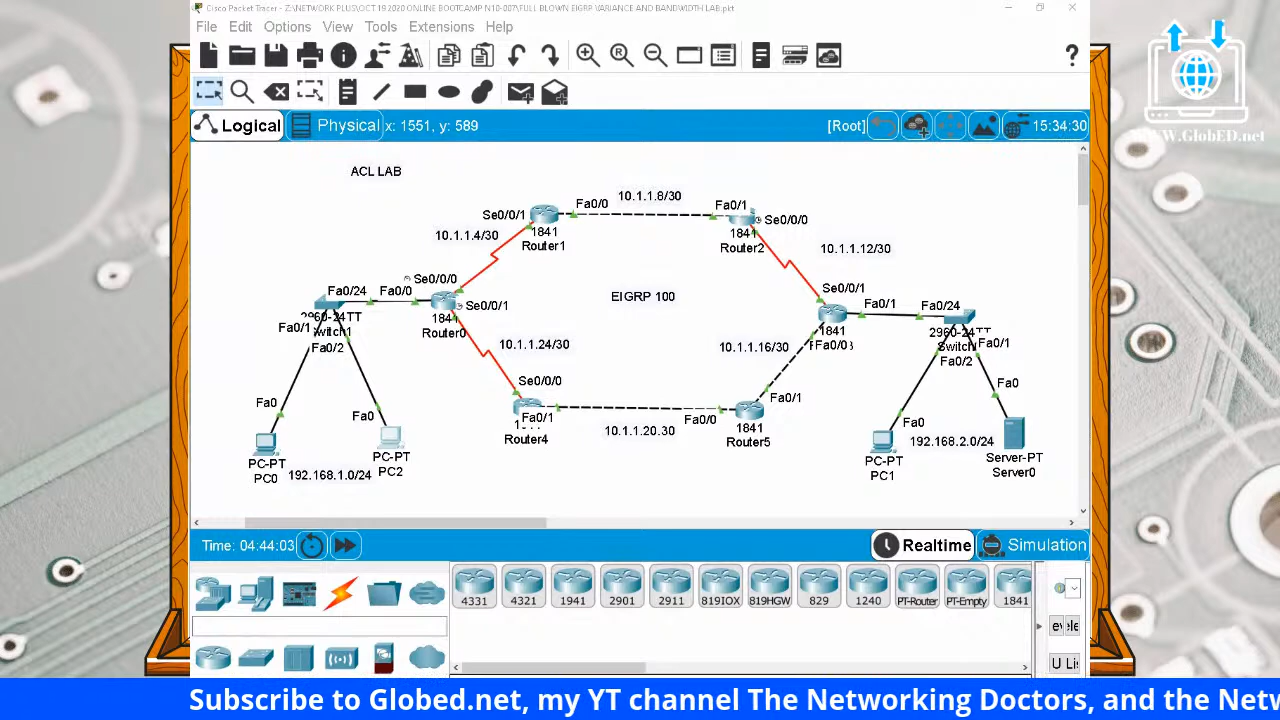 Cisco Packet Tracer - Z:\NETWORK PLUS\OCT 19 2020 ONLINE BOOTCAMP N10-007\FULL BLOWN EIGRP VARIANCE AND BANDWIDTH LAB.pkt
File Edit Options View Tools Extensions Help
WWW.GlobED.net
Logical Physical x: 1551, y: 589 [Root] 15:34:30
ACL LAB
10.1.1.8/30
Fa0/0 Fa0/1
Se0/0/1 Se0/0/0
1841 1841
Router1 Router2
10.1.1.4/30 10.1.1.12/30
Se0/0/0 Se0/0/1
Fa0/24 Fa0/0 EIGRP 100 Fa0/1 Fa0/24
Se0/0/1
2960-24TT 1841 1841 2960-24TT
Switch1 Router0 Fa0/0 Switch
Fa0/1 Fa0/1
Fa0/2 10.1.1.24/30 10.1.1.16/30 Fa0/2
Se0/0/0 Fa0/1
Fa0 Fa0
Fa0 Fa0/1 Fa0/0 Fa0
1841
Router4 10.1.1.20.30 Router5
PC-PT PC-PT PC-PT 192.168.2.0/24 Server-PT
PC0 PC2 PC1 Server0
192.168.1.0/24
Time: 04:44:03 Realtime Simulation
4331 4321 1941 2901 2911 819IOX 819HGW 829 1240 PT-Router PT-Empty 1841
Subscribe to Globed.net, my YT channel The Networking Doctors, and the Netw